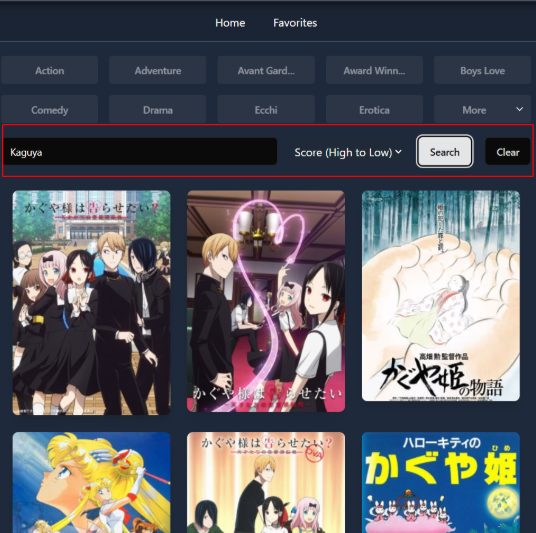 Home Favorites
Action Adventure Avant Gard... Award Winn... Boys Love
Comedy Drama Ecchi Erotica More
Kaguya Score (High to Low) Search Clear
かぐや様は告らせたい?
かぐや様は告らせたい
高畑勲監督作品
かぐや姫の物語
かぐや様は告らせたい?
OVA
ハローキティの
かぐや姫
ひめ